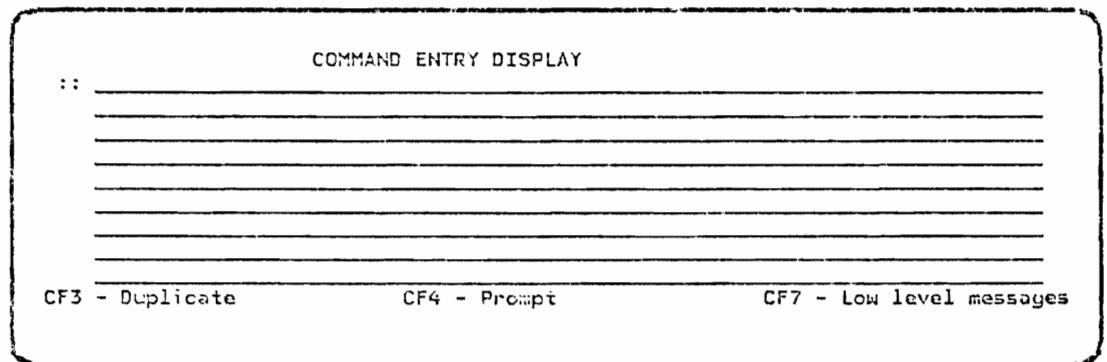 COMMAND ENTRY DISPLAY
::
CF3 - Duplicate CF4 - Prompt CF7 - Low level messages